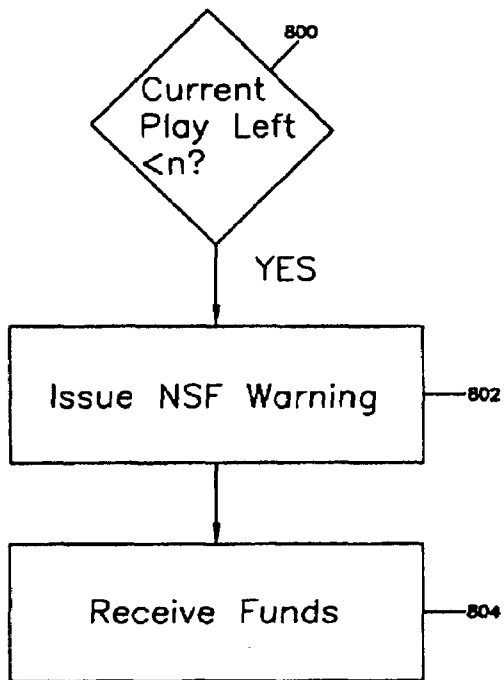 800
Current
Play Left
<n?
YES
Issue NSF Warning
802
Receive Funds
804